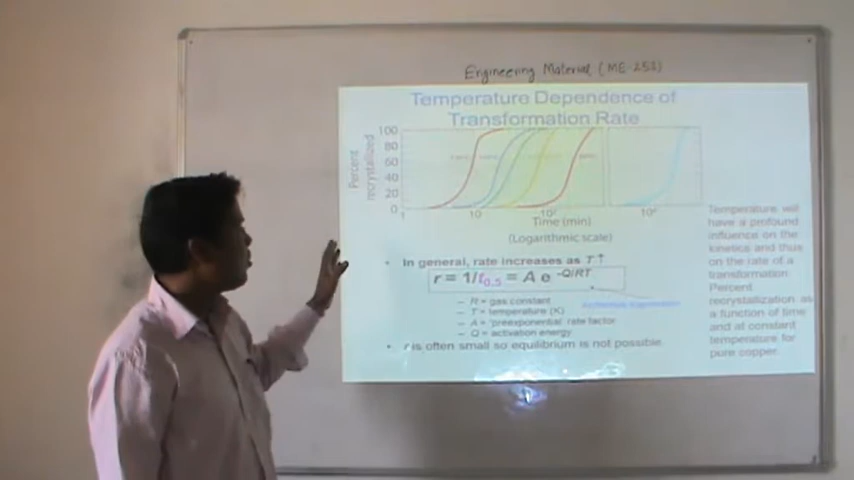 Engineering Material (ME-251)
Temperature Dependence of
Transformation Rate
Percent
recrystallized
100
80
60
40
20
0
1
10
10²
Time (min)
(Logarithmic scale)
• In general, rate increases as T ↑
r = 1/t0.5 = A e -Q/RT
– R = gas constant
– T = temperature (K)
– A = 'preexponential' rate factor
– Q = activation energy
• r is often small so equilibrium is not possible.
Temperature will
have a profound
influence on the
kinetics and thus
on the rate of a
transformation.
Percent
recrystallization as
a function of time
and at constant
temperature for
pure copper.